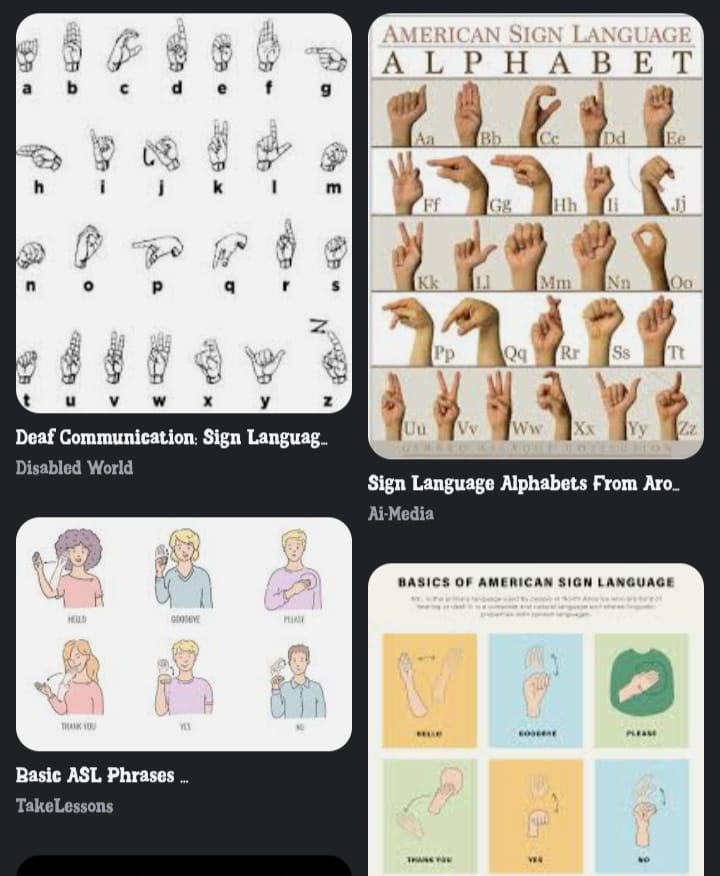 a b c d e f g
h i j k l m
n o p q r s
t u v w x y z
Z
Deaf Communication: Sign Languag...
Disabled World
AMERICAN SIGN LANGUAGE
ALPHABET
Aa Bb Cc Dd Ee
Ff Gg Hh Ii Jj
Kk Ll Mm Nn Oo
Pp Qq Rr Ss Tt
Uu Vv Ww Xx Yy Zz
Sign Language Alphabets From Aro...
Ai-Media
HELLO GOODBYE PLEASE
THANK YOU YES NO
Basic ASL Phrases ...
TakeLessons
BASICS OF AMERICAN SIGN LANGUAGE
HELLO GOODBYE PLEASE
THANK YOU YES NO